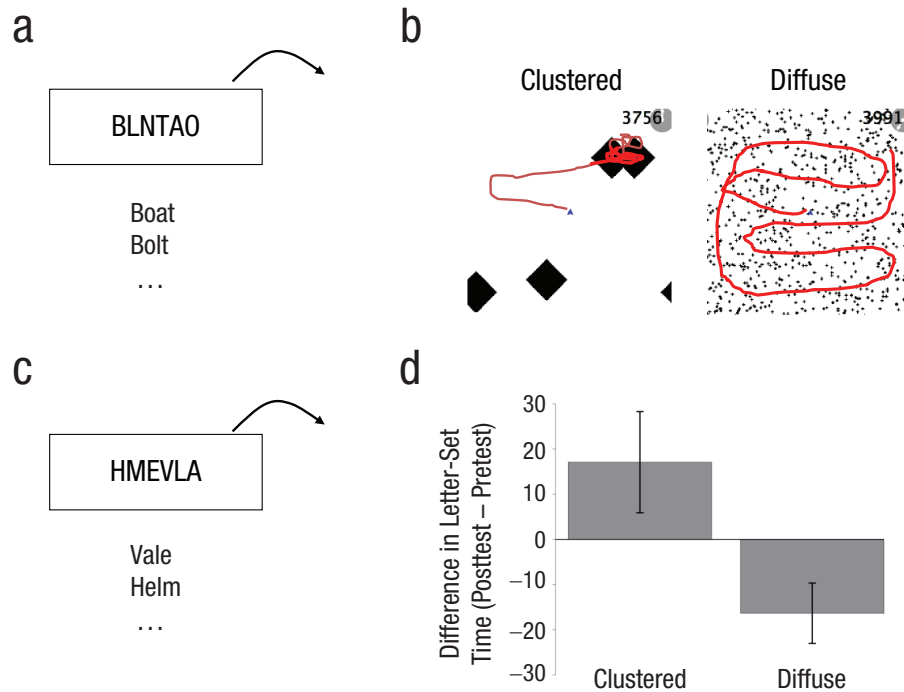 a
BLNTAO
Boat
Bolt
...
b
Clustered
Diffuse
3756
3991
c
HMEVLA
Vale
Helm
...
d
Difference in Letter-Set
Time (Posttest – Pretest)
30
20
10
0
–10
–20
–30
Clustered
Diffuse